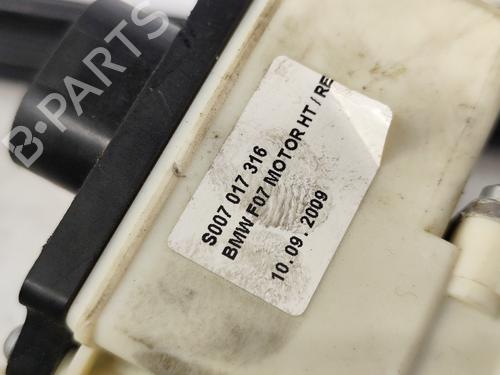 S007 017 316
BMW F07 MOTOR HT / RE
10. 09. 2009
B-PARTS